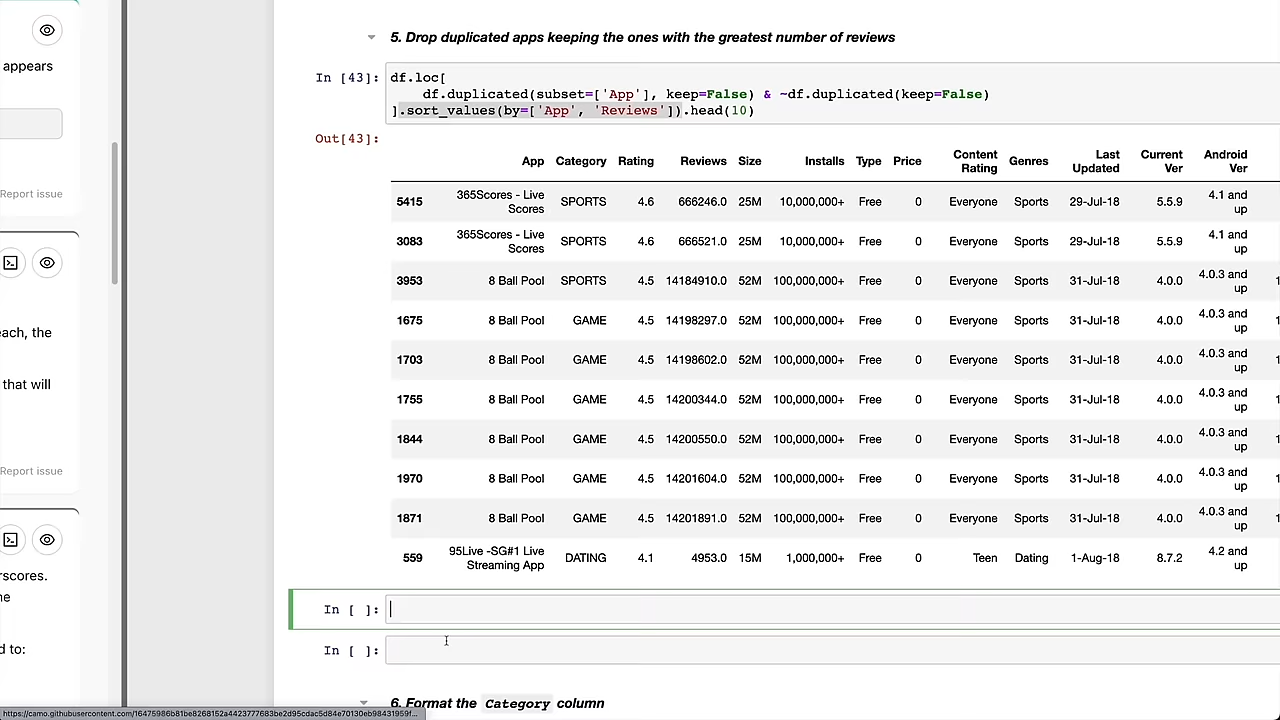 appears
Report issue
each, the
that will
Report issue
rscores.
ne
d to:
5. Drop duplicated apps keeping the ones with the greatest number of reviews
In [43]:
df.loc[
df.duplicated(subset=['App'], keep=False) & ~df.duplicated(keep=False)
].sort_values(by=['App', 'Reviews']).head(10)
Out[43]:
App Category Rating Reviews Size Installs Type Price Content Rating Genres Last Updated Current Ver Android Ver
5415 365Scores - Live Scores SPORTS 4.6 666246.0 25M 10,000,000+ Free 0 Everyone Sports 29-Jul-18 5.5.9 4.1 and up
3083 365Scores - Live Scores SPORTS 4.6 666521.0 25M 10,000,000+ Free 0 Everyone Sports 29-Jul-18 5.5.9 4.1 and up
3953 8 Ball Pool SPORTS 4.5 14184910.0 52M 100,000,000+ Free 0 Everyone Sports 31-Jul-18 4.0.0 4.0.3 and up
1675 8 Ball Pool GAME 4.5 14198297.0 52M 100,000,000+ Free 0 Everyone Sports 31-Jul-18 4.0.0 4.0.3 and up 1
1703 8 Ball Pool GAME 4.5 14198602.0 52M 100,000,000+ Free 0 Everyone Sports 31-Jul-18 4.0.0 4.0.3 and up 1
1755 8 Ball Pool GAME 4.5 14200344.0 52M 100,000,000+ Free 0 Everyone Sports 31-Jul-18 4.0.0 4.0.3 and up 1
1844 8 Ball Pool GAME 4.5 14200550.0 52M 100,000,000+ Free 0 Everyone Sports 31-Jul-18 4.0.0 4.0.3 and up 1
1970 8 Ball Pool GAME 4.5 14201604.0 52M 100,000,000+ Free 0 Everyone Sports 31-Jul-18 4.0.0 4.0.3 and up 1
1871 8 Ball Pool GAME 4.5 14201891.0 52M 100,000,000+ Free 0 Everyone Sports 31-Jul-18 4.0.0 4.0.3 and up 1
559 95Live -SG#1 Live Streaming App DATING 4.1 4953.0 15M 1,000,000+ Free 0 Teen Dating 1-Aug-18 8.7.2 4.2 and up
In [ ]:
In [ ]:
6. Format the Category column